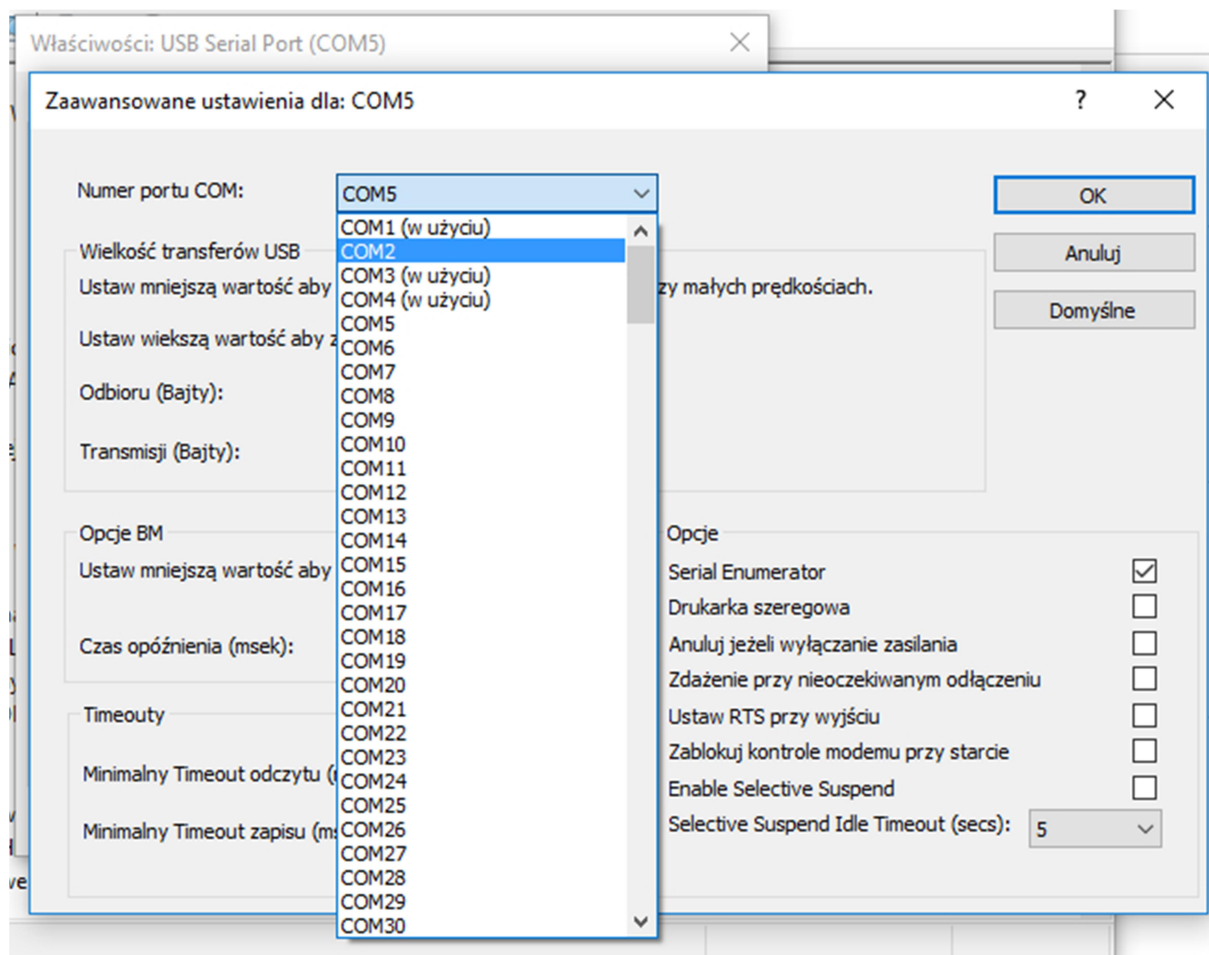 Właściwości: USB Serial Port (COM5)
Zaawansowane ustawienia dla: COM5
?
Numer portu COM:
COM5
COM1 (w użyciu)
COM2
COM3 (w użyciu)
COM4 (w użyciu)
COM5
COM6
COM7
COM8
COM9
COM10
COM11
COM12
COM13
COM14
COM15
COM16
COM17
COM18
COM19
COM20
COM21
COM22
COM23
COM24
COM25
COM26
COM27
COM28
COM29
COM30
OK
Anuluj
Domyślne
Wielkość transferów USB
Ustaw mniejszą wartość aby
małych prędkościach.
Ustaw wiekszą wartość aby
Odbioru (Bajty):
Transmisji (Bajty):
Opcje BM
Ustaw mniejszą wartość aby
Czas opóźnienia (msek):
Timeouty
Minimalny Timeout odczytu
Minimalny Timeout zapisu
Opcje
Serial Enumerator
Drukarka szeregowa
Anuluj jeżeli wyłączanie zasilania
Zdażenie przy nieoczekiwanym odłączeniu
Ustaw RTS przy wyjściu
Zablokuj kontrole modemu przy starcie
Enable Selective Suspend
Selective Suspend Idle Timeout (secs): 5